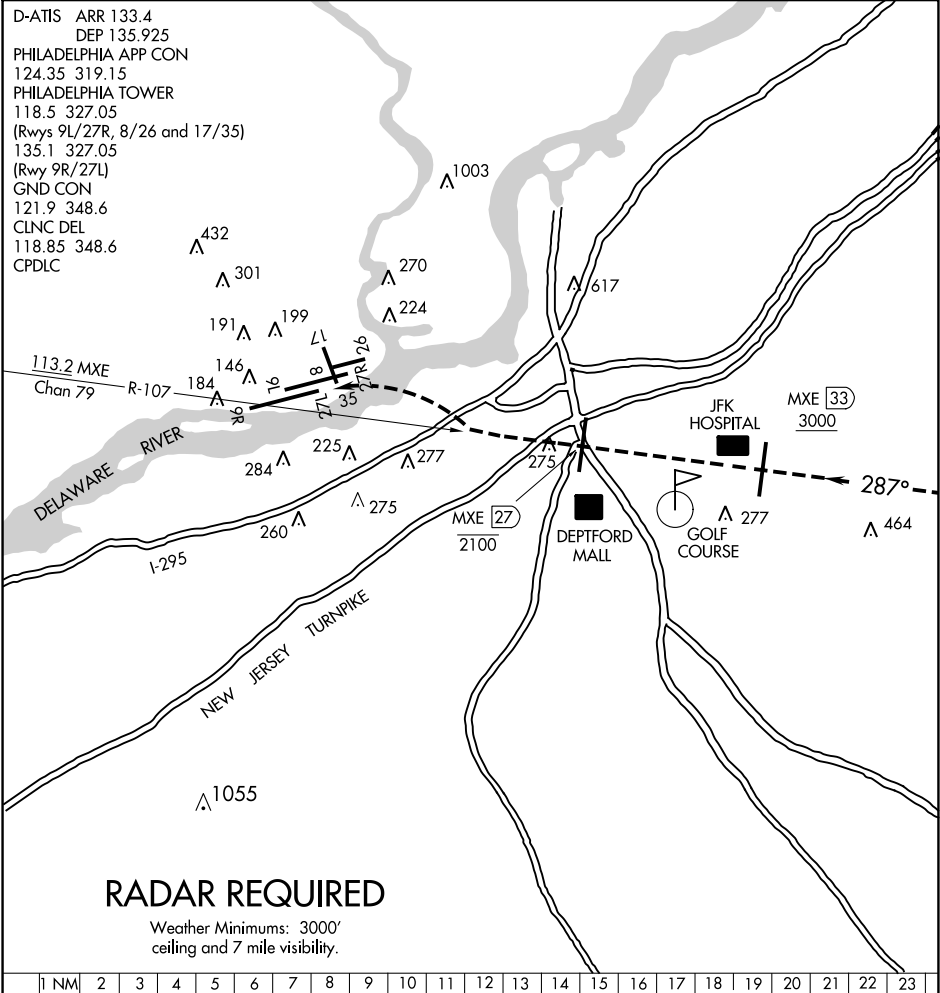 D-ATIS ARR 133.4
DEP 135.925
PHILADELPHIA APP CON
124.35 319.15
PHILADELPHIA TOWER
118.5 327.05
(Rwys 9L/27R, 8/26 and 17/35)
135.1 327.05
(Rwy 9R/27L)
GND CON
121.9 348.6
CLNC DEL
118.85 348.6
CPDLC
1003
432
301
270
617
224
191
199
17
26
113.2 MXE
Chan 79
R-107
146
8
27R
184
9L
35
9R
27L
JFK
HOSPITAL
MXE 33
3000
DELAWARE RIVER
225
284
277
275
287°
275
260
MXE 27
2100
DEPTFORD
MALL
277
GOLF
COURSE
464
I-295
NEW JERSEY TURNPIKE
1055
RADAR REQUIRED
Weather Minimums: 3000'
ceiling and 7 mile visibility.
1 NM 2 3 4 5 6 7 8 9 10 11 12 13 14 15 16 17 18 19 20 21 22 23